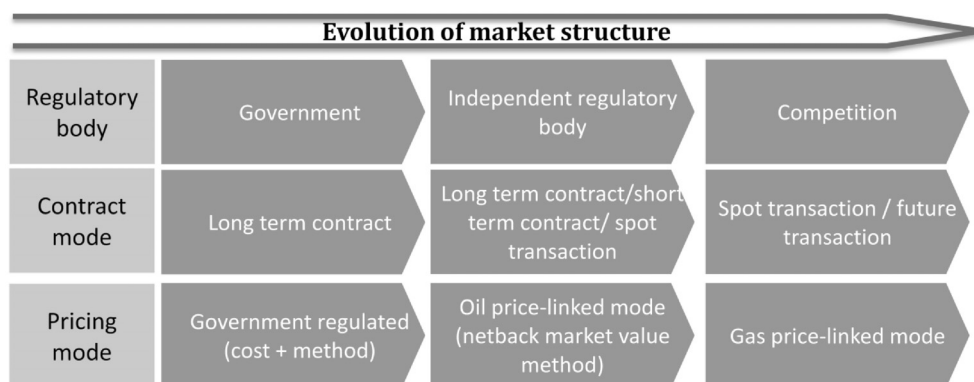 Evolution of market structure
Regulatory
body
Government
Independent regulatory
body
Competition
Contract
mode
Long term contract
Long term contract/short
term contract/ spot
transaction
Spot transaction / future
transaction
Pricing
mode
Government regulated
(cost + method)
Oil price-linked mode
(netback market value
method)
Gas price-linked mode